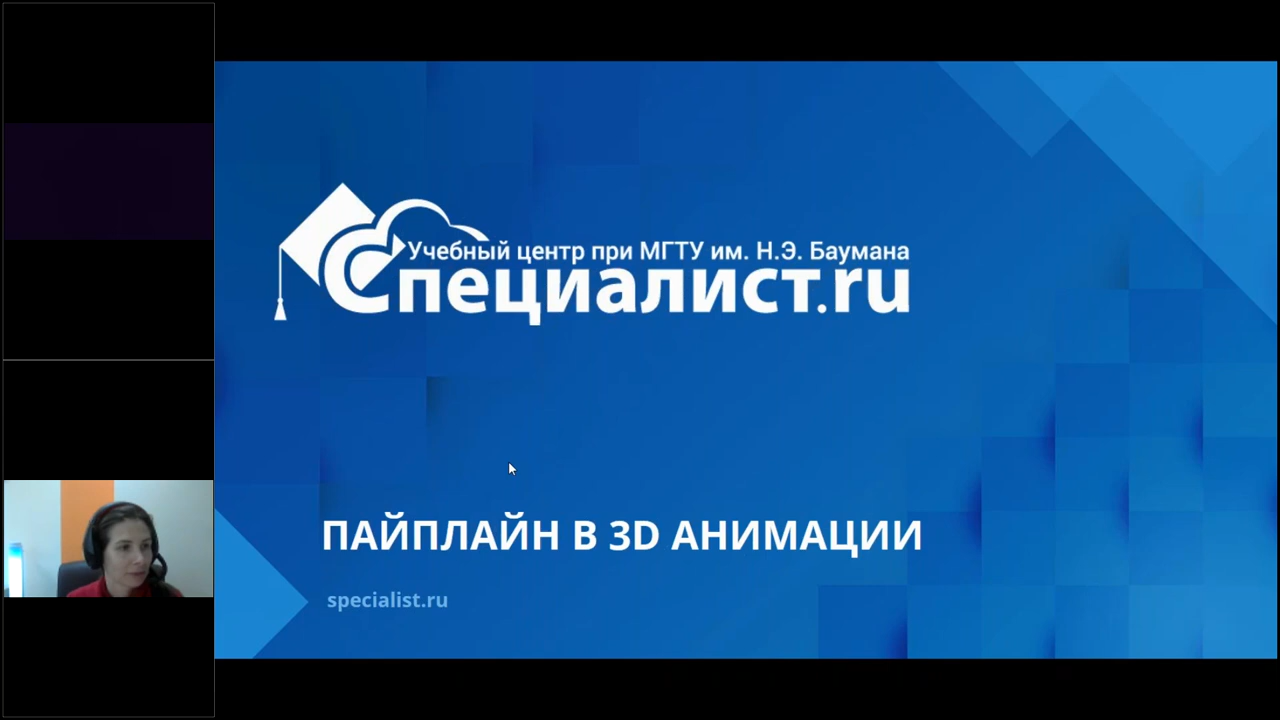 Учебный центр при МГТУ им. Н.Э. Баумана
Специалист.ru
ПАЙПЛАЙН В 3D АНИМАЦИИ
specialist.ru